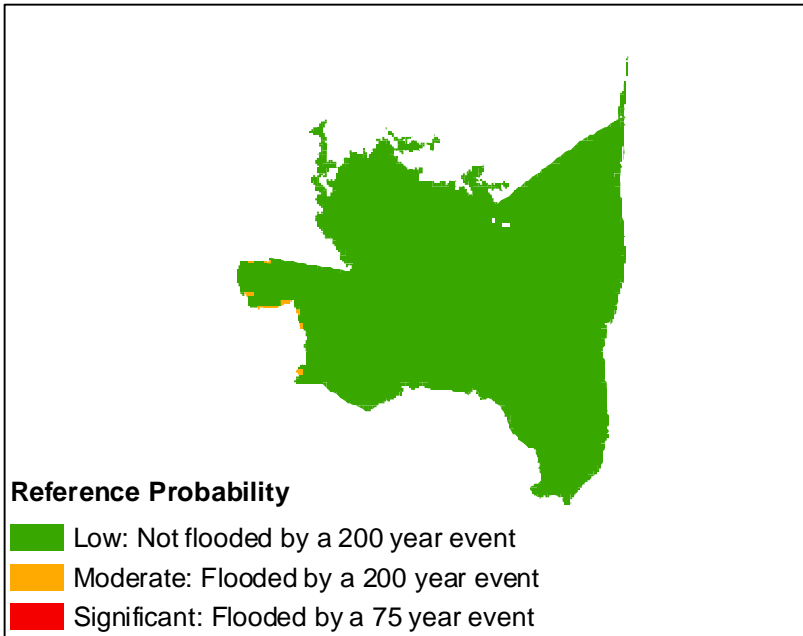 Reference Probability
Low: Not flooded by a 200 year event
Moderate: Flooded by a 200 year event
Significant: Flooded by a 75 year event